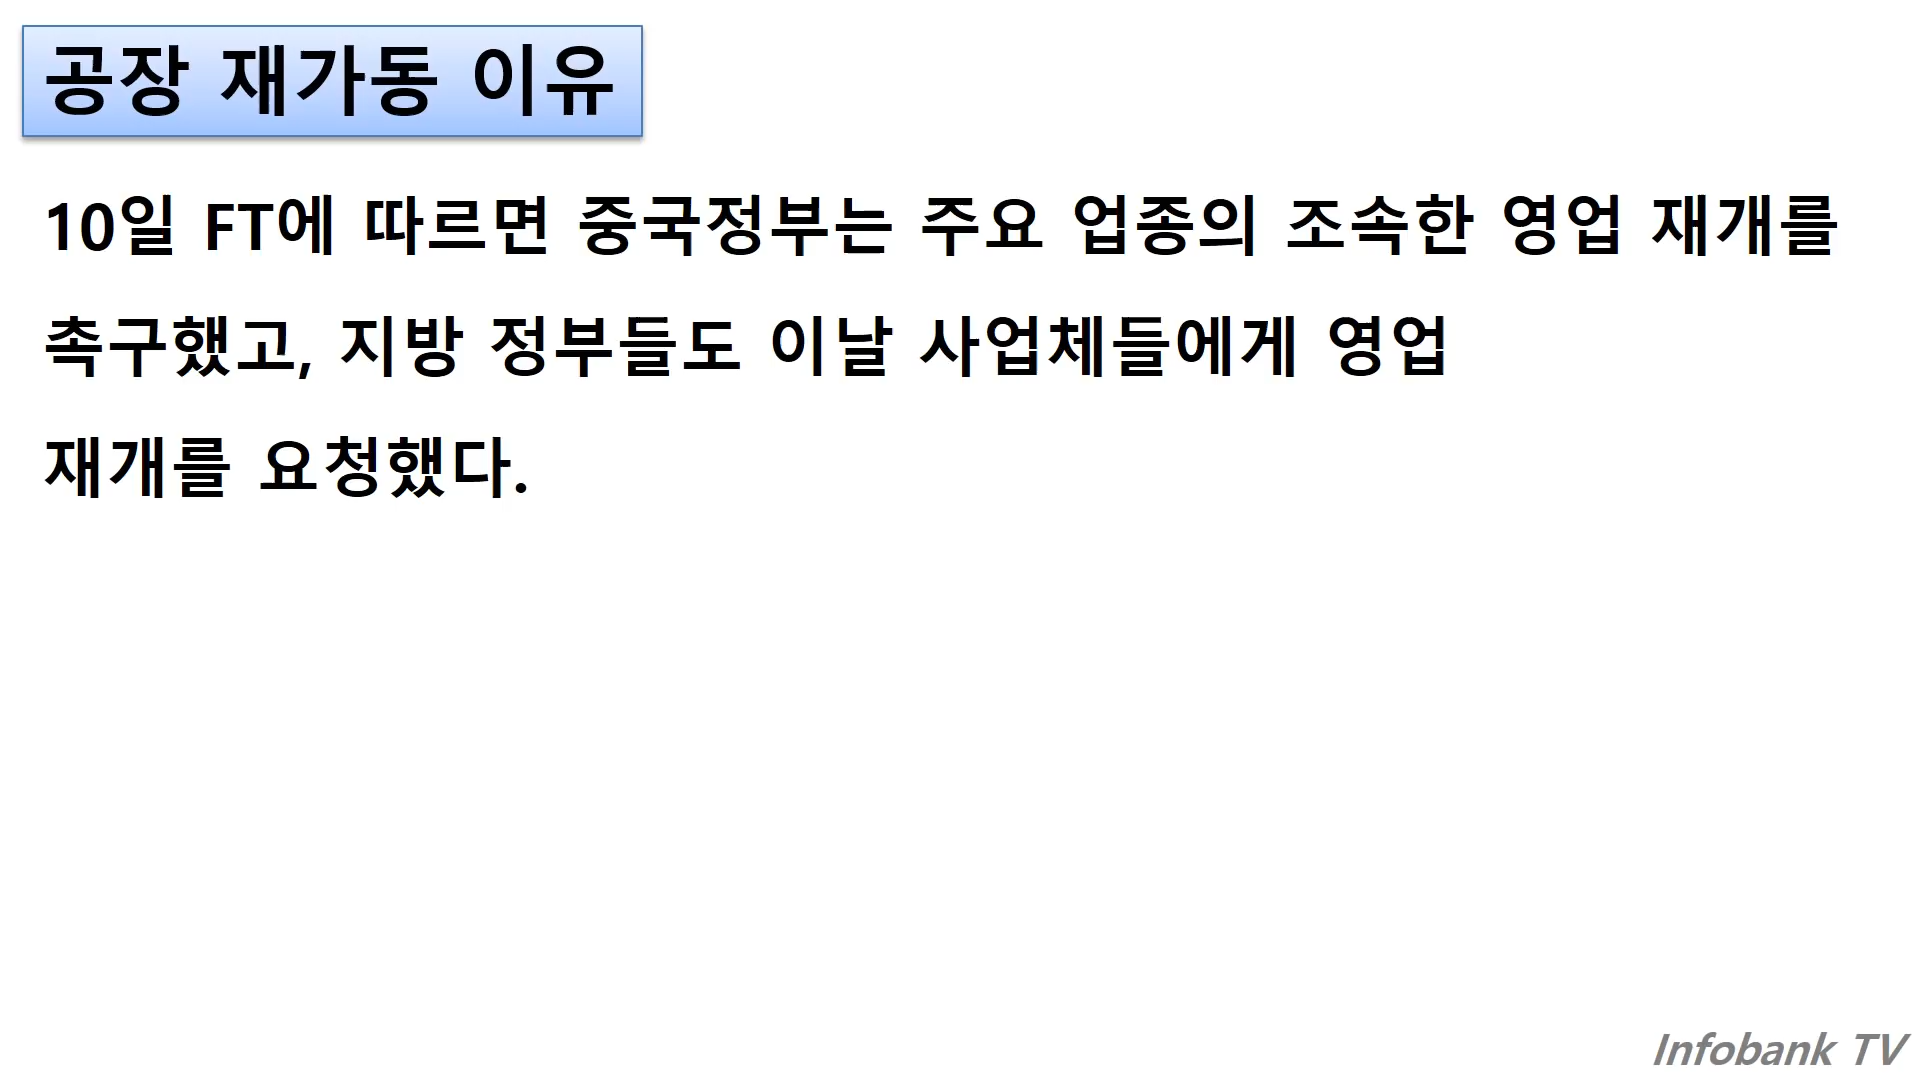 공장 재가동 이유
10일 FT에 따르면 중국정부는 주요 업종의 조속한 영업 재개를
촉구했고, 지방 정부들도 이날 사업체들에게 영업
재개를 요청했다.
Infobank TV